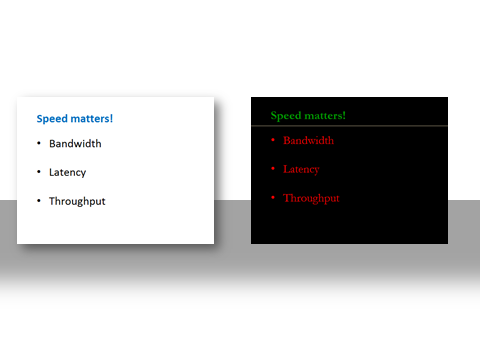 Speed matters!
• Bandwidth
• Latency
• Throughput
Speed matters!
• Bandwidth
• Latency
• Throughput